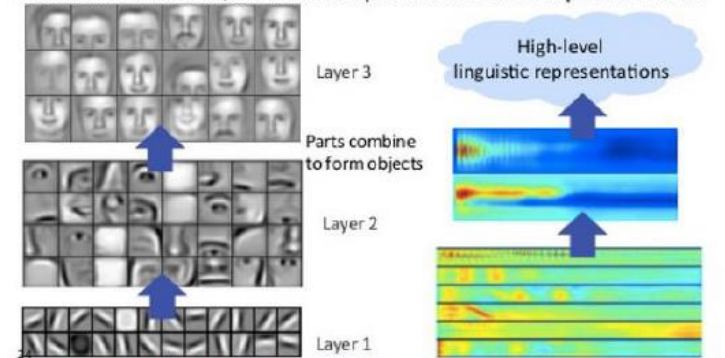 Layer 3
High-level
linguistic representations
Parts combine
to form objects
Layer 2
Layer 1